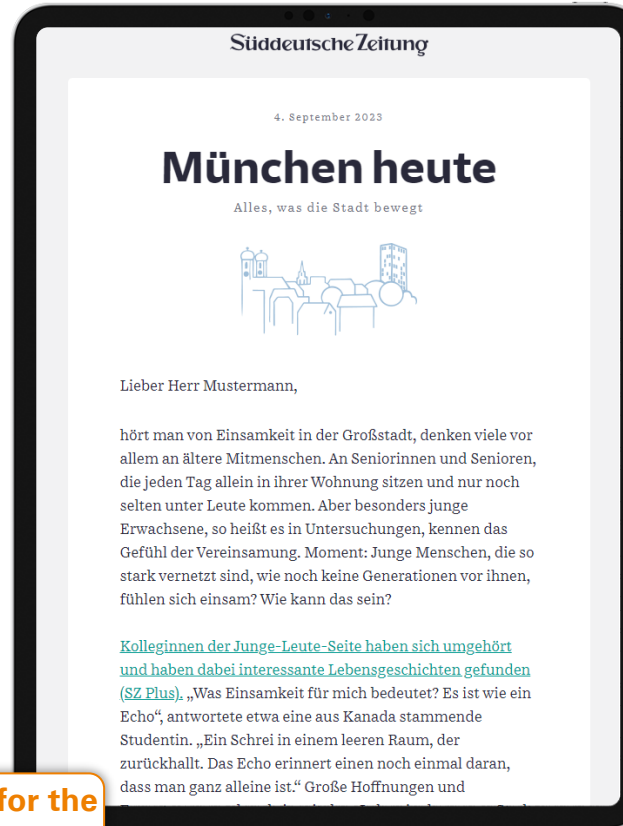 Süddeutsche Zeitung
4. September 2023
München heute
Alles, was die Stadt bewegt
Lieber Herr Mustermann,
hört man von Einsamkeit in der Großstadt, denken viele vor
allem an ältere Mitmenschen. An Seniorinnen und Senioren,
die jeden Tag allein in ihrer Wohnung sitzen und nur noch
selten unter Leute kommen. Aber besonders junge
Erwachsene, so heißt es in Untersuchungen, kennen das
Gefühl der Vereinsamung. Moment: Junge Menschen, die so
stark vernetzt sind, wie noch keine Generationen vor ihnen,
fühlen sich einsam? Wie kann das sein?
Kolleginnen der Junge-Leute-Seite haben sich umgehört
und haben dabei interessante Lebensgeschichten gefunden
(SZ Plus). „Was Einsamkeit für mich bedeutet? Es ist wie ein
Echo“, antwortete etwa eine aus Kanada stammende
Studentin. „Ein Schrei in einem leeren Raum, der
zurückhallt. Das Echo erinnert einen noch einmal daran,
dass man ganz alleine ist.“ Große Hoffnungen und
for the